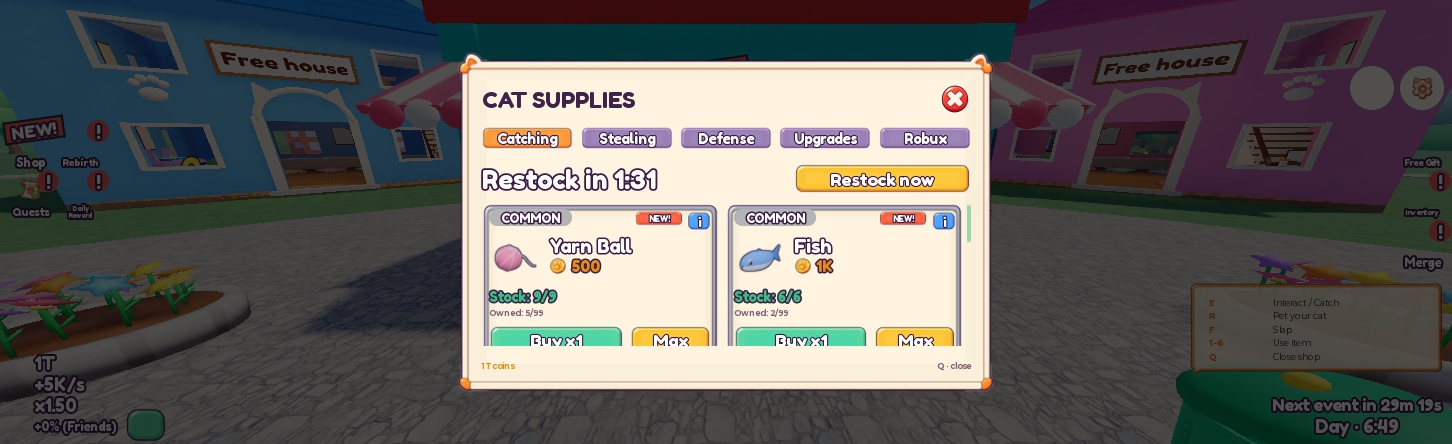 Free house
Free house
NEW!
Shop
Rebirth
Quests
Daily Reward
CAT SUPPLIES
Catching
Stealing
Defense
Upgrades
Robux
Restock in 1:31
Restock now
COMMON
NEW!
i
Yarn Ball
500
Stock: 9/9
Owned: 5/99
Buy x1
Max
COMMON
NEW!
i
Fish
1K
Stock: 6/6
Owned: 2/99
Buy x1
Max
1T coins
Q · close
Free Gift
Inventory
Merge
E Interact / Catch
R Pet your cat
F Slap
1-6 Use item
Q Close shop
1T
+5K/s
x1.50
+0% (Friends)
Next event in 29m 19s
Day · 6:49